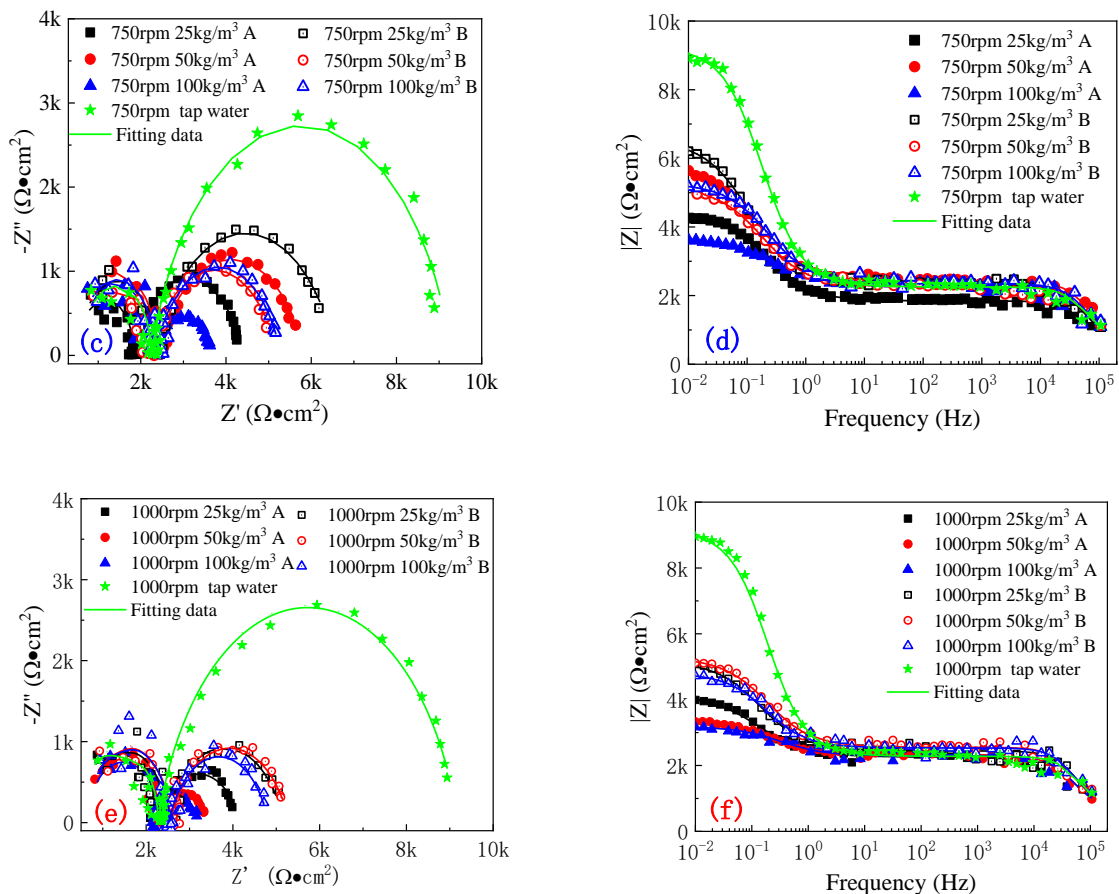 4k
3k
2k
1k
0
2k
4k
6k
8k
10k
-Z" (Ω•cm²)
Z' (Ω•cm²)
750rpm 25kg/m³ A
750rpm 50kg/m³ A
750rpm 100kg/m³ A
750rpm tap water
Fitting data
750rpm 25kg/m³ B
750rpm 50kg/m³ B
750rpm 100kg/m³ B
(c)
10k
8k
6k
4k
2k
0
10⁻²
10⁻¹
10⁰
10¹
10²
10³
10⁴
10⁵
|Z| (Ω•cm²)
Frequency (Hz)
750rpm 25kg/m³ A
750rpm 50kg/m³ A
750rpm 100kg/m³ A
750rpm 25kg/m³ B
750rpm 50kg/m³ B
750rpm 100kg/m³ B
750rpm tap water
Fitting data
(d)
4k
3k
2k
1k
0
2k
4k
6k
8k
10k
-Z" (Ω•cm²)
Z' (Ω•cm²)
1000rpm 25kg/m³ A
1000rpm 50kg/m³ A
1000rpm 100kg/m³ A
1000rpm tap water
Fitting data
1000rpm 25kg/m³ B
1000rpm 50kg/m³ B
1000rpm 100kg/m³ B
(e)
10k
8k
6k
4k
2k
0
10⁻²
10⁻¹
10⁰
10¹
10²
10³
10⁴
10⁵
|Z| (Ω•cm²)
Frequency (Hz)
1000rpm 25kg/m³ A
1000rpm 50kg/m³ A
1000rpm 100kg/m³ A
1000rpm 25kg/m³ B
1000rpm 50kg/m³ B
1000rpm 100kg/m³ B
1000rpm tap water
Fitting data
(f)